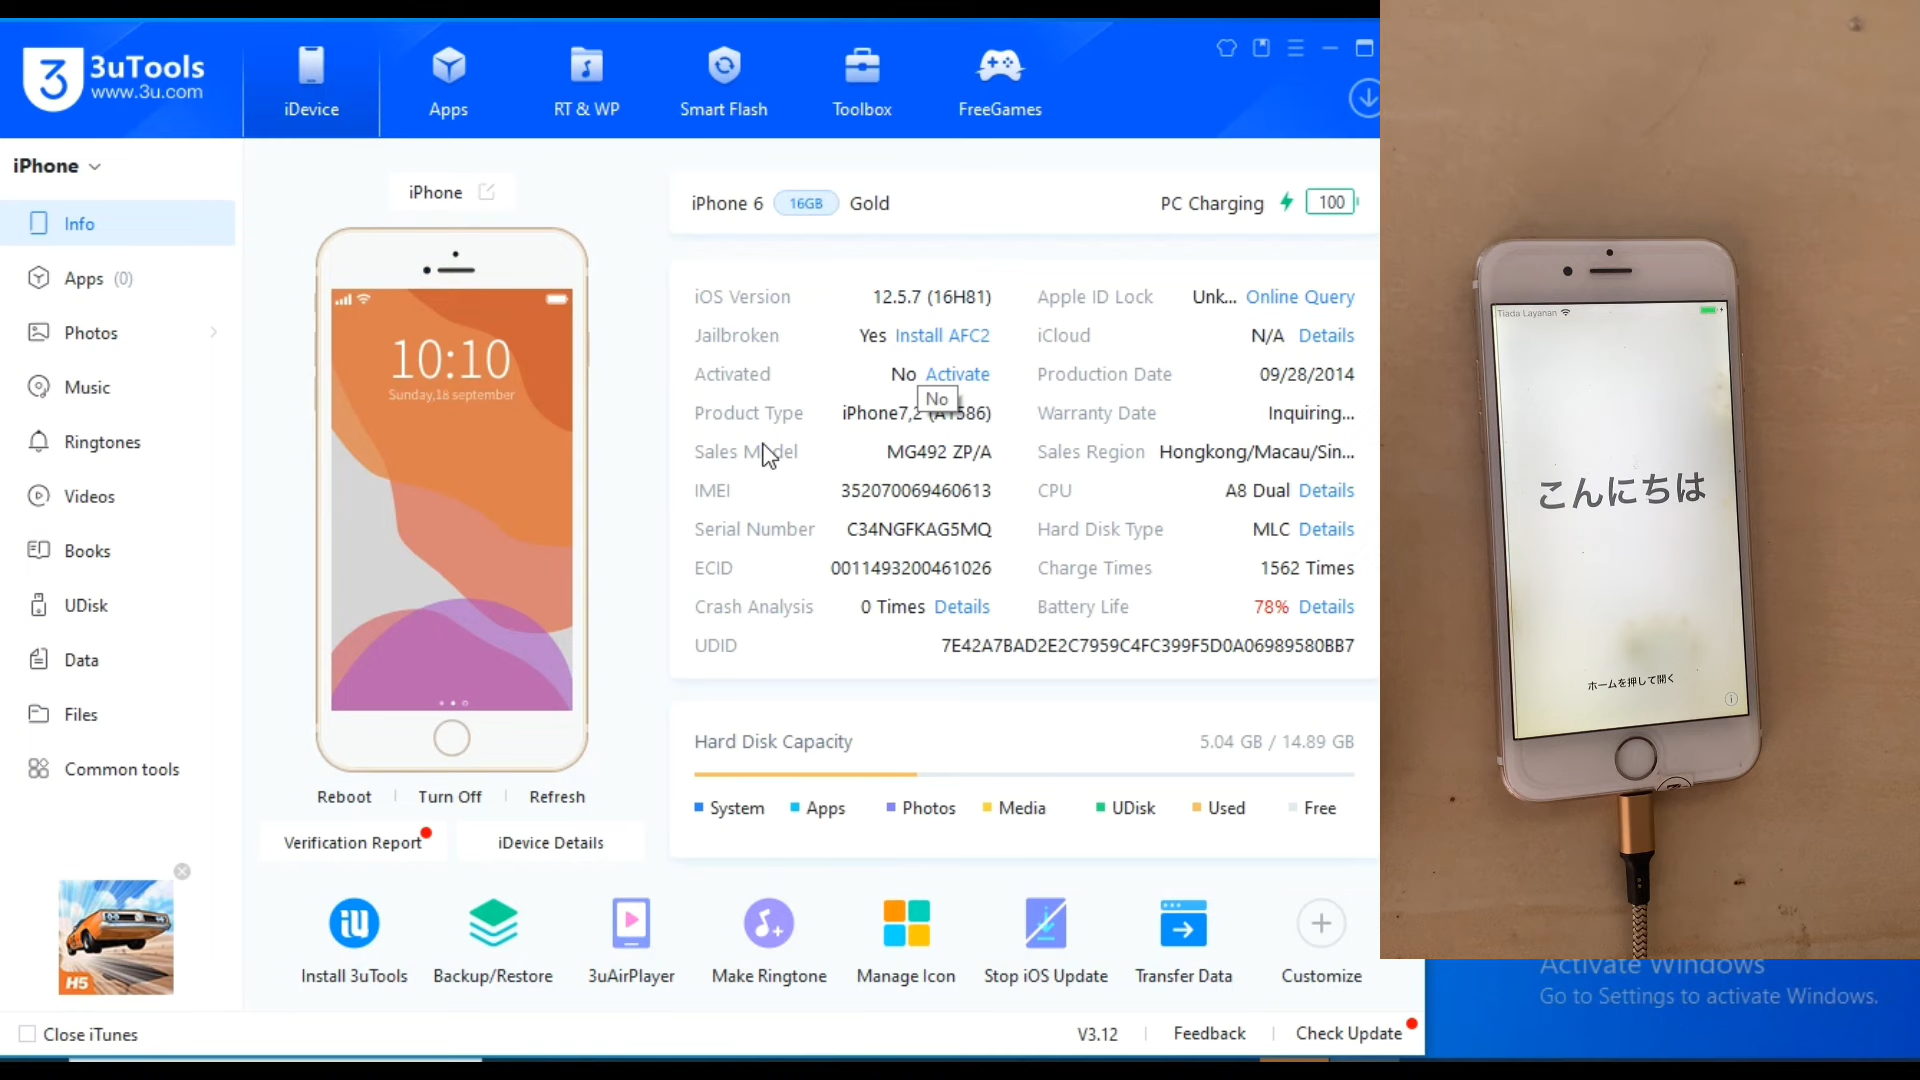 3uTools
www.3u.com
iDevice
Apps
RT & WP
Smart Flash
Toolbox
FreeGames
iPhone
Info
Apps (0)
Photos
Music
Ringtones
Videos
Books
UDisk
Data
Files
Common tools
H5
iPhone
10:10
Sunday,18 september
Reboot
Turn Off
Refresh
Verification Report
iDevice Details
iPhone 6 16GB Gold
PC Charging 100
iOS Version 12.5.7 (16H81)
Apple ID Lock Unk... Online Query
Jailbroken Yes Install AFC2
iCloud N/A Details
Activated No Activate
Production Date 09/28/2014
No
Product Type iPhone7,2 (A1586)
Warranty Date Inquiring...
Sales Model MG492 ZP/A
Sales Region Hongkong/Macau/Sin...
IMEI 352070069460613
CPU A8 Dual Details
Serial Number C34NGFKAG5MQ
Hard Disk Type MLC Details
ECID 0011493200461026
Charge Times 1562 Times
Crash Analysis 0 Times Details
Battery Life 78% Details
UDID 7E42A7BAD2E2C7959C4FC399F5D0A06989580BB7
Hard Disk Capacity 5.04 GB / 14.89 GB
System Apps Photos Media UDisk Used Free
Install 3uTools
Backup/Restore
3uAirPlayer
Make Ringtone
Manage Icon
Stop iOS Update
Transfer Data
Customize
Close iTunes
V3.12
Feedback
Check Update
Tiada Layanan
こんにちは
ホームを押して開く
Activate Windows
Go to Settings to activate Windows.